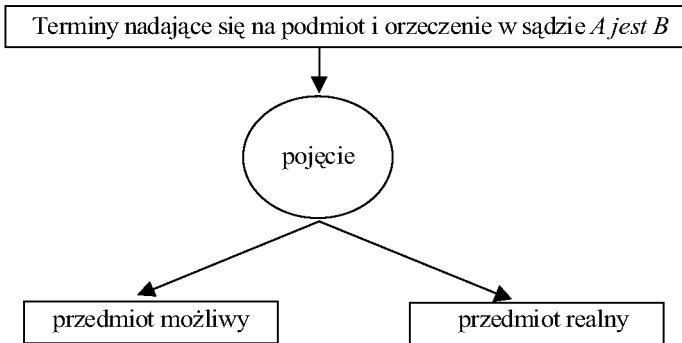 Terminy nadające się na podmiot i orzeczenie w sądzie A jest B
pojęcie
przedmiot możliwy
przedmiot realny